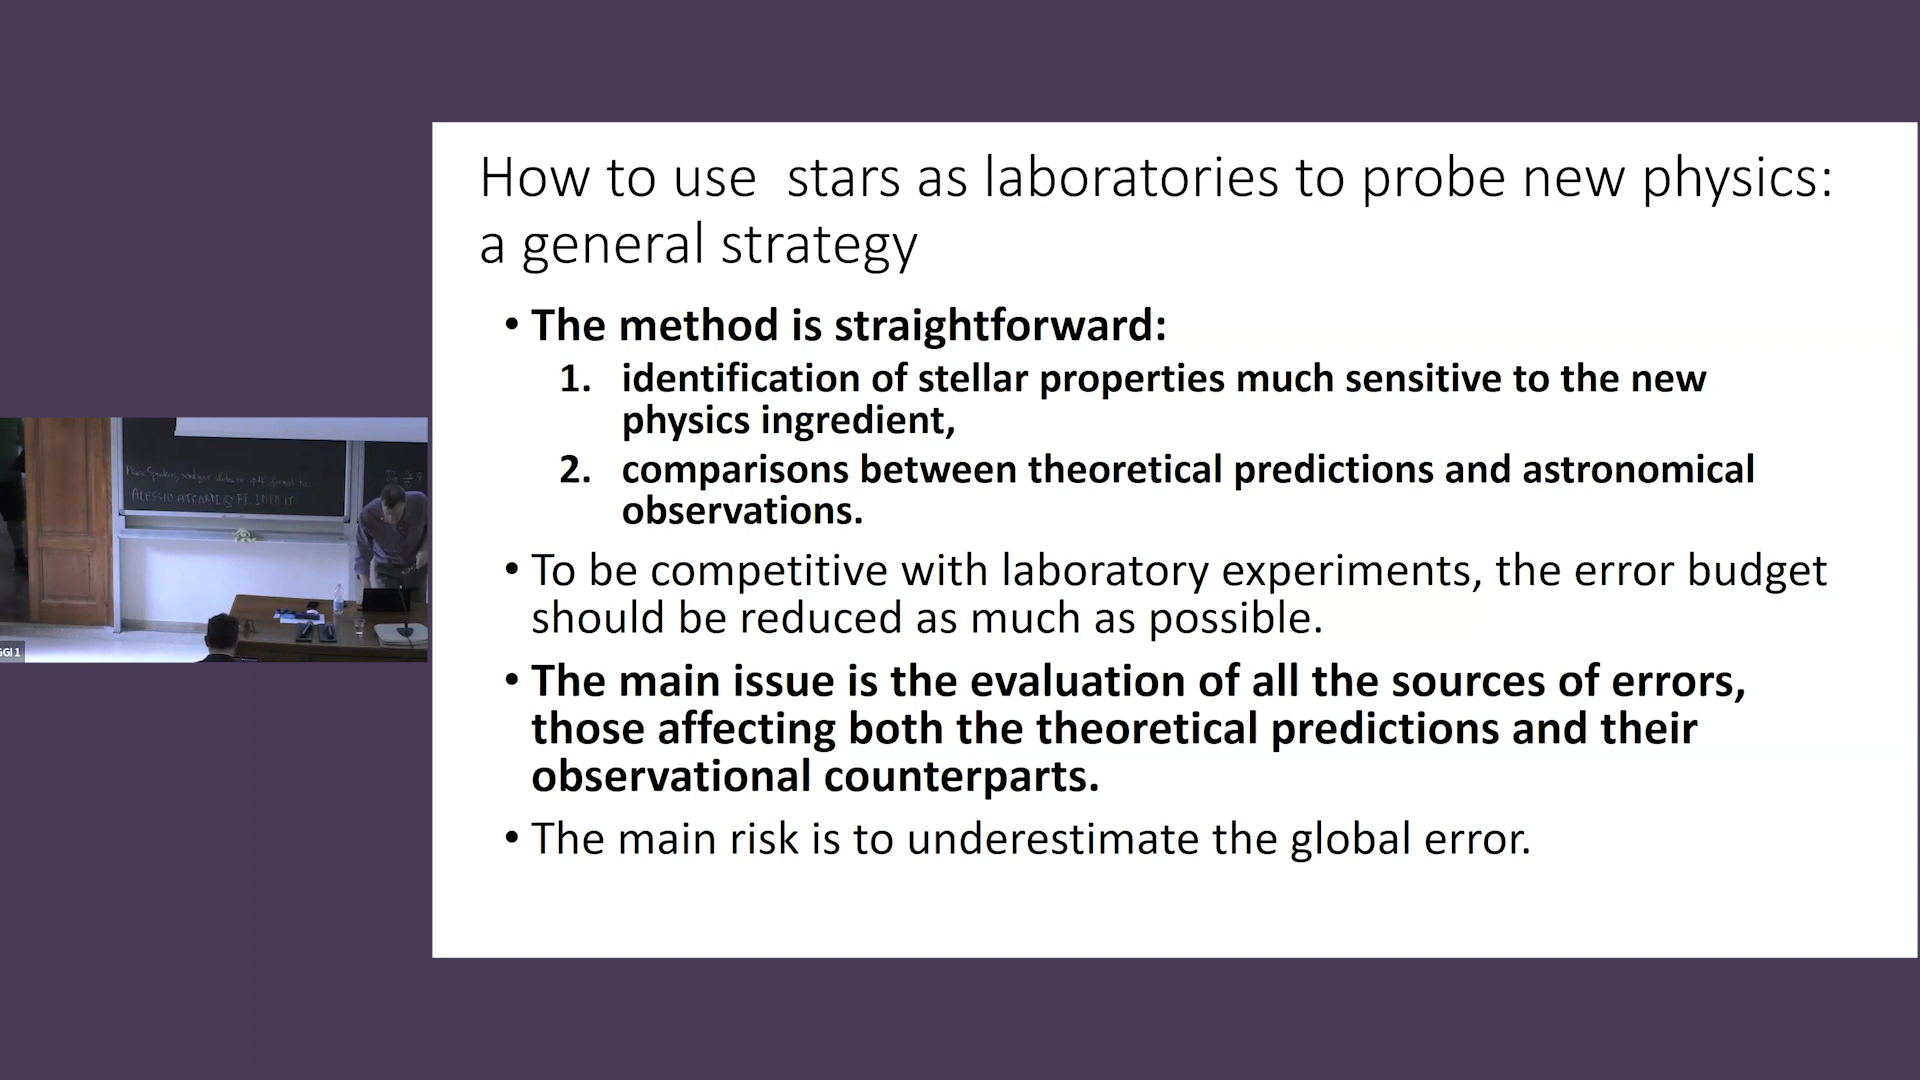 How to use stars as laboratories to probe new physics:
a general strategy
• The method is straightforward:
1. identification of stellar properties much sensitive to the new
physics ingredient,
2. comparisons between theoretical predictions and astronomical
observations.
• To be competitive with laboratory experiments, the error budget
should be reduced as much as possible.
• The main issue is the evaluation of all the sources of errors,
those affecting both the theoretical predictions and their
observational counterparts.
• The main risk is to underestimate the global error.